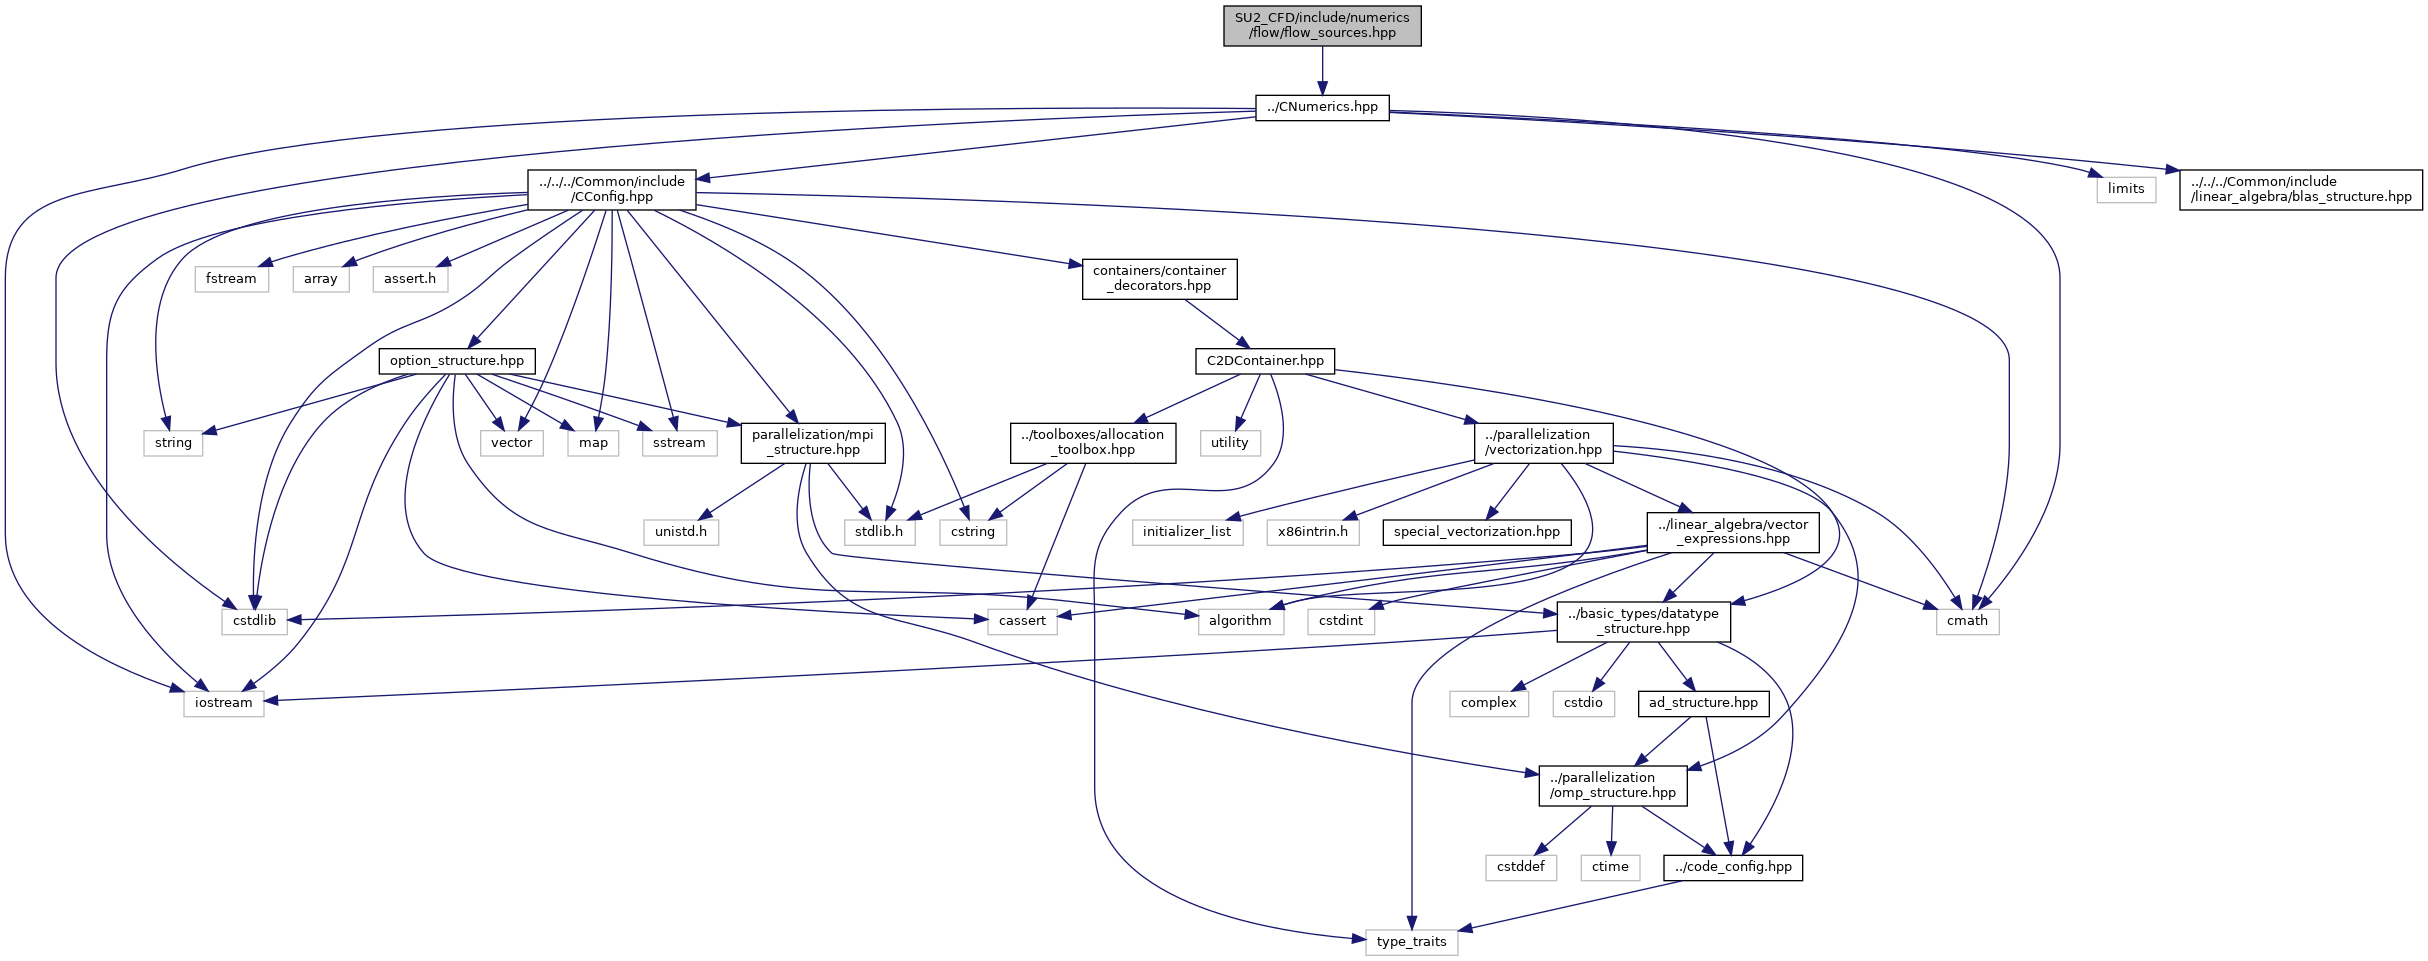 SU2_CFD/include/numerics
/flow/flow_sources.hpp
../CNumerics.hpp
../../../Common/include
/CConfig.hpp
limits
../../../Common/include
/linear_algebra/blas_structure.hpp
fstream
array
assert.h
containers/container
_decorators.hpp
option_structure.hpp
C2DContainer.hpp
string
vector
map
sstream
parallelization/mpi
_structure.hpp
../toolboxes/allocation
_toolbox.hpp
utility
../parallelization
/vectorization.hpp
unistd.h
stdlib.h
cstring
initializer_list
x86intrin.h
special_vectorization.hpp
../linear_algebra/vector
_expressions.hpp
cstdlib
cassert
algorithm
cstdint
../basic_types/datatype
_structure.hpp
cmath
iostream
complex
cstdio
ad_structure.hpp
../parallelization
/omp_structure.hpp
cstddef
ctime
../code_config.hpp
type_traits